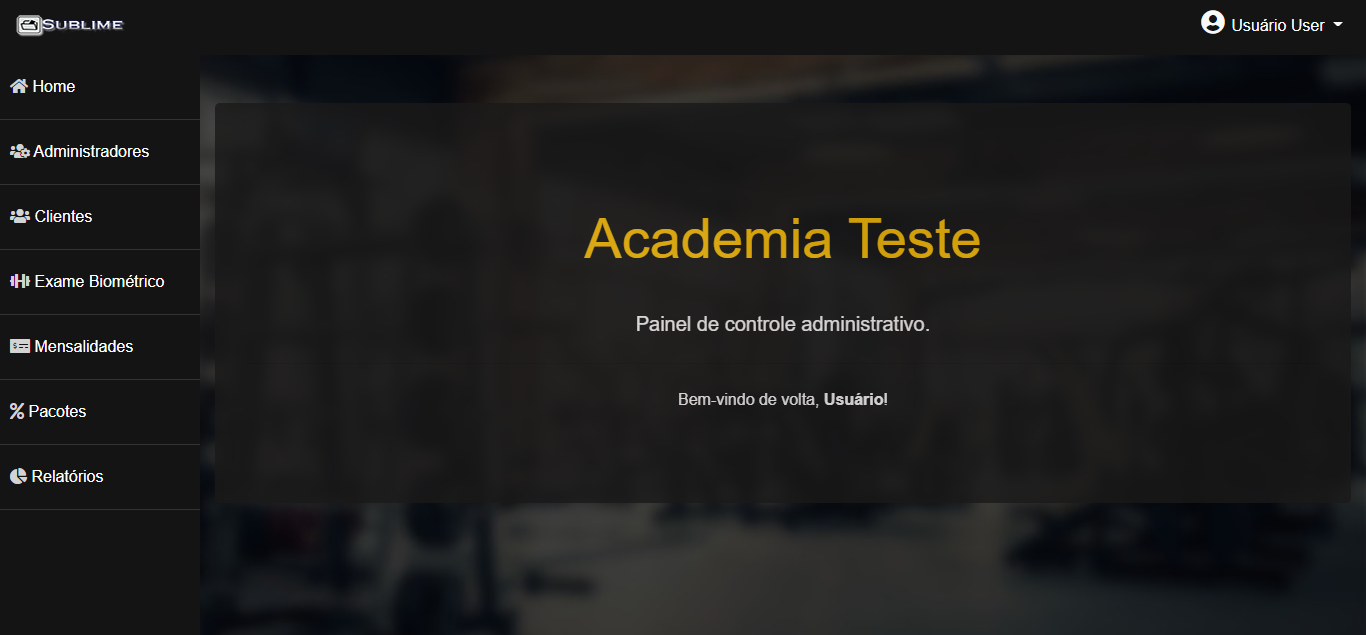 SUBLIME
Usuário User
Home
Administradores
Clientes
Exame Biométrico
Mensalidades
Pacotes
Relatórios
Academia Teste
Painel de controle administrativo.
Bem-vindo de volta, Usuário!